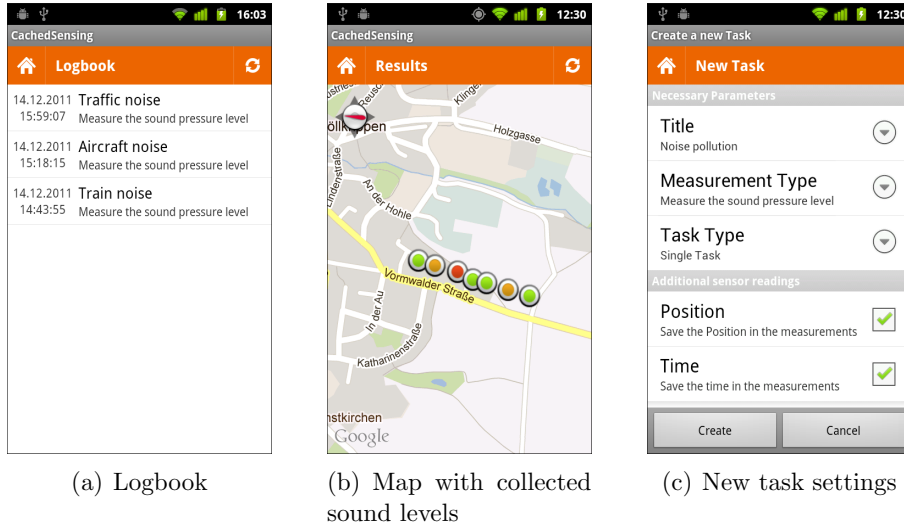 16:03
CachedSensing
Logbook
14.12.2011 Traffic noise
15:59:07 Measure the sound pressure level
14.12.2011 Aircraft noise
15:18:15 Measure the sound pressure level
14.12.2011 Train noise
14:43:55 Measure the sound pressure level
(a) Logbook
12:30
CachedSensing
Results
Holzgasse
Lindenstraße
An der Hohle
Vormwalder Straße
In der Au
Katharinenstraße
nstkirchen
Google
(b) Map with collected
sound levels
12:30
Create a new Task
New Task
Necessary Parameters
Title
Noise pollution
Measurement Type
Measure the sound pressure level
Task Type
Single Task
Additional sensor readings
Position
Save the Position in the measurements
Time
Save the time in the measurements
Create Cancel
(c) New task settings